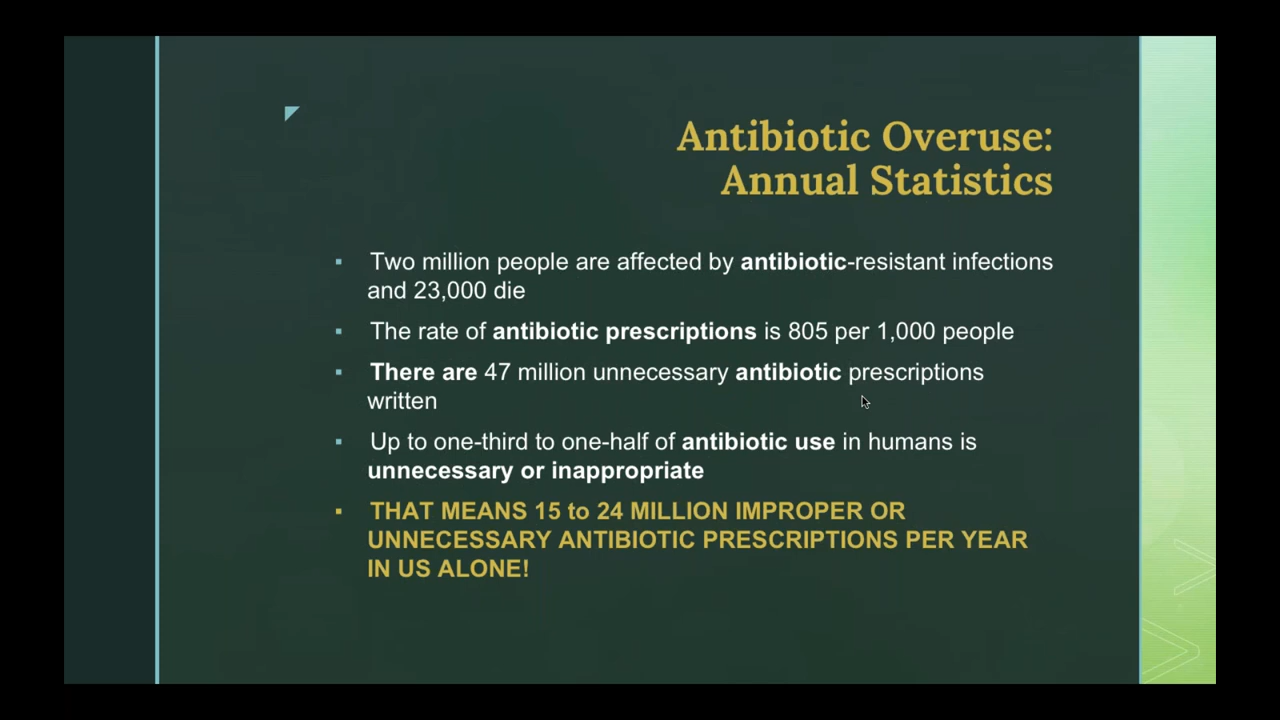 Antibiotic Overuse:
Annual Statistics
▪ Two million people are affected by antibiotic-resistant infections
and 23,000 die
▪ The rate of antibiotic prescriptions is 805 per 1,000 people
▪ There are 47 million unnecessary antibiotic prescriptions
written
▪ Up to one-third to one-half of antibiotic use in humans is
unnecessary or inappropriate
▪ THAT MEANS 15 to 24 MILLION IMPROPER OR
UNNECESSARY ANTIBIOTIC PRESCRIPTIONS PER YEAR
IN US ALONE!